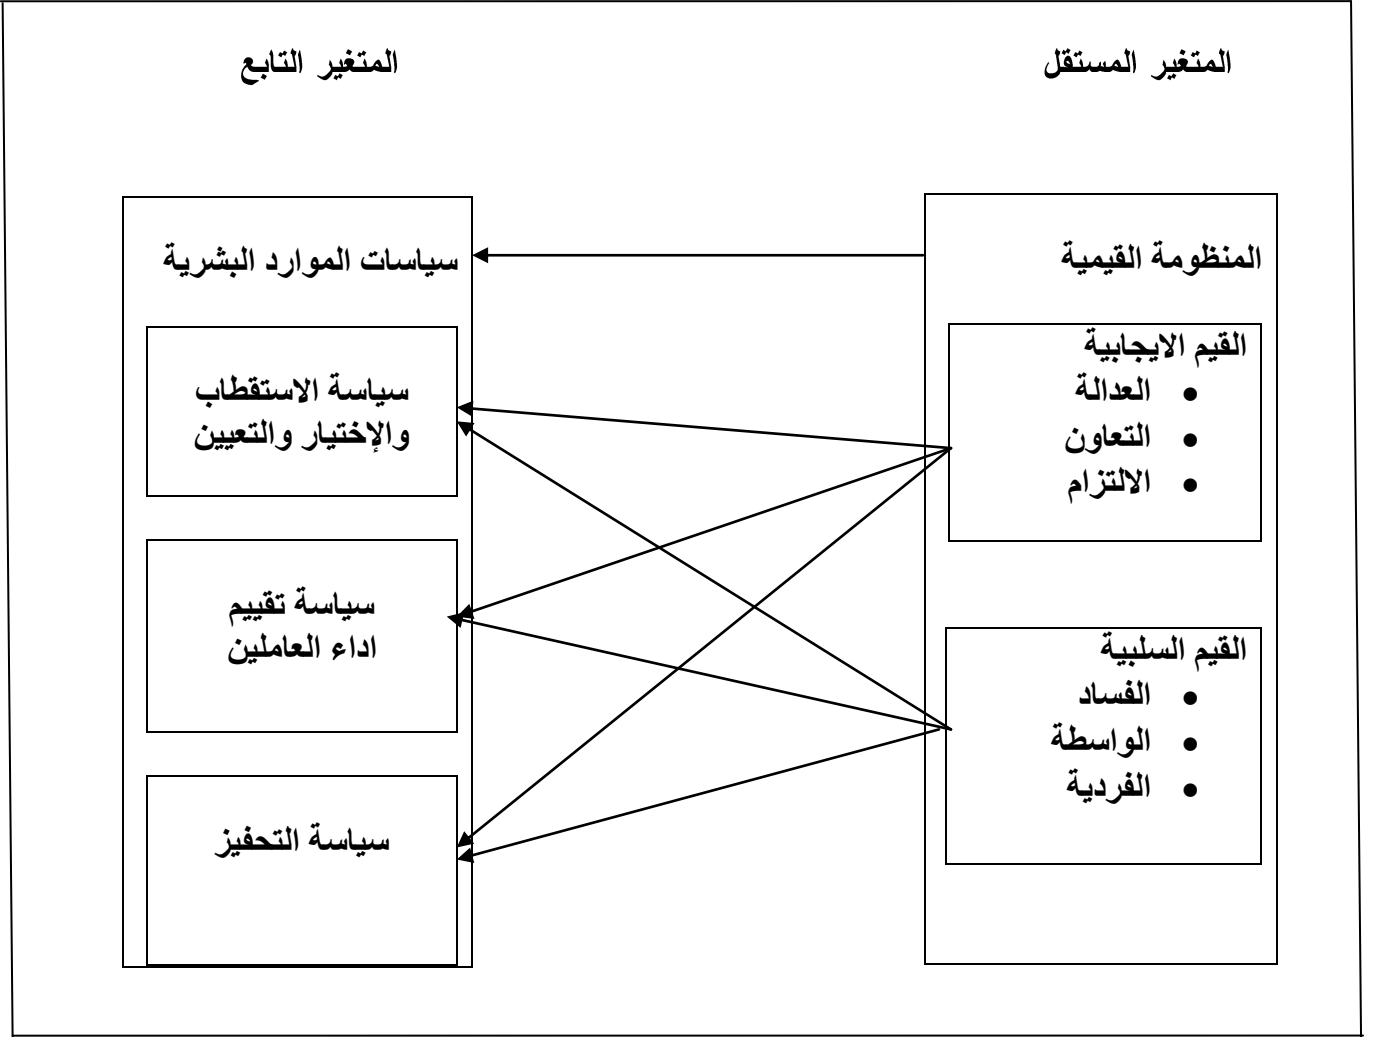 المتغير المستقل
المتغير التابع
المنظومة القيمية
القيم الايجابية
• العدالة
• التعاون
• الالتزام
القيم السلبية
• الفساد
• الواسطة
• الفردية
سياسات الموارد البشرية
سياسة الاستقطاب
والإختيار والتعيين
سياسة تقييم
اداء العاملين
سياسة التحفيز